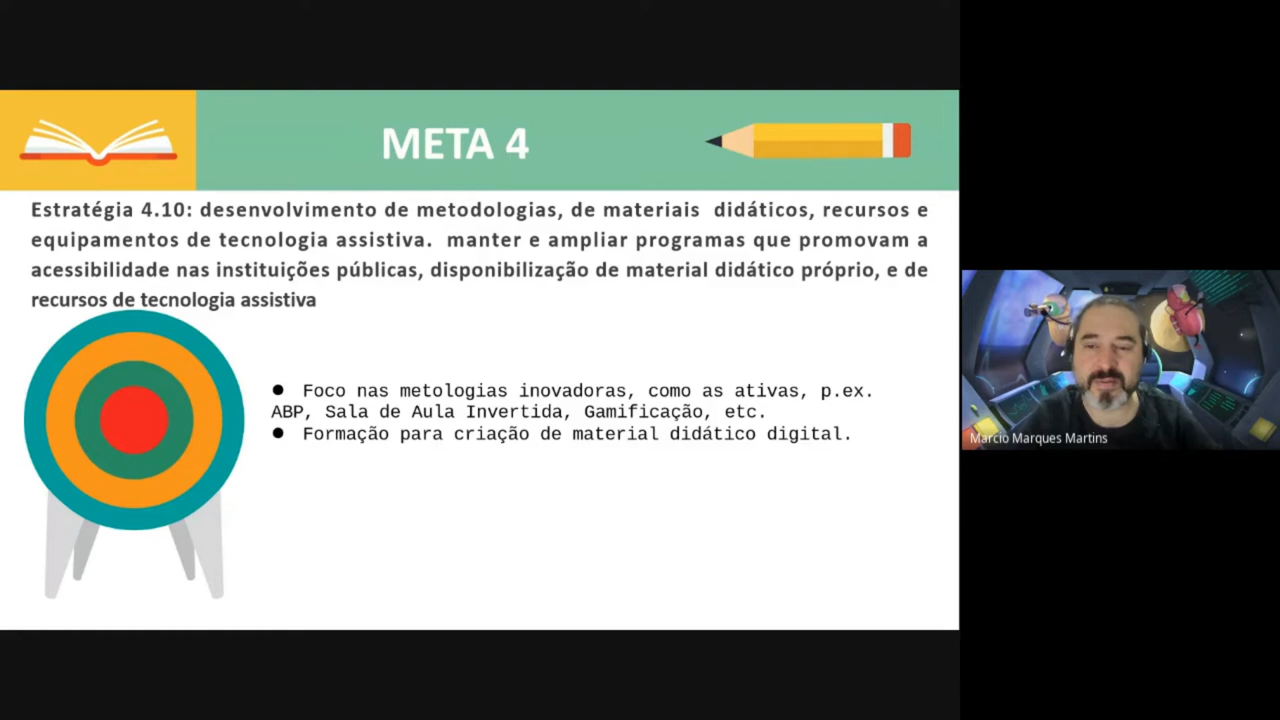 META 4
Estratégia 4.10: desenvolvimento de metodologias, de materiais didáticos, recursos e
equipamentos de tecnologia assistiva. manter e ampliar programas que promovam a
acessibilidade nas instituições públicas, disponibilização de material didático próprio, e de
recursos de tecnologia assistiva
● Foco nas metologias inovadoras, como as ativas, p.ex.
ABP, Sala de Aula Invertida, Gamificação, etc.
● Formação para criação de material didático digital.
Marcio Marques Martins